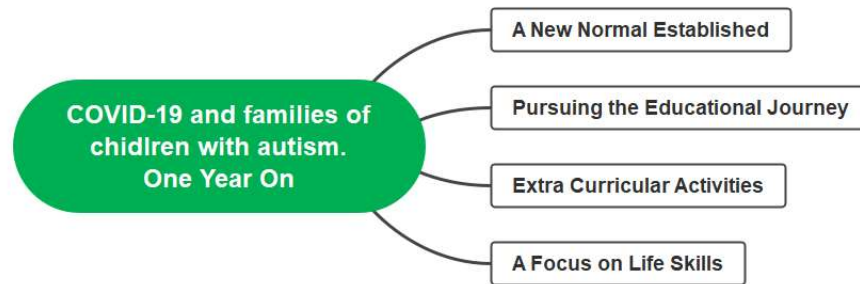 COVID-19 and families of
chidlren with autism.
One Year On
A New Normal Established
Pursuing the Educational Journey
Extra Curricular Activities
A Focus on Life Skills